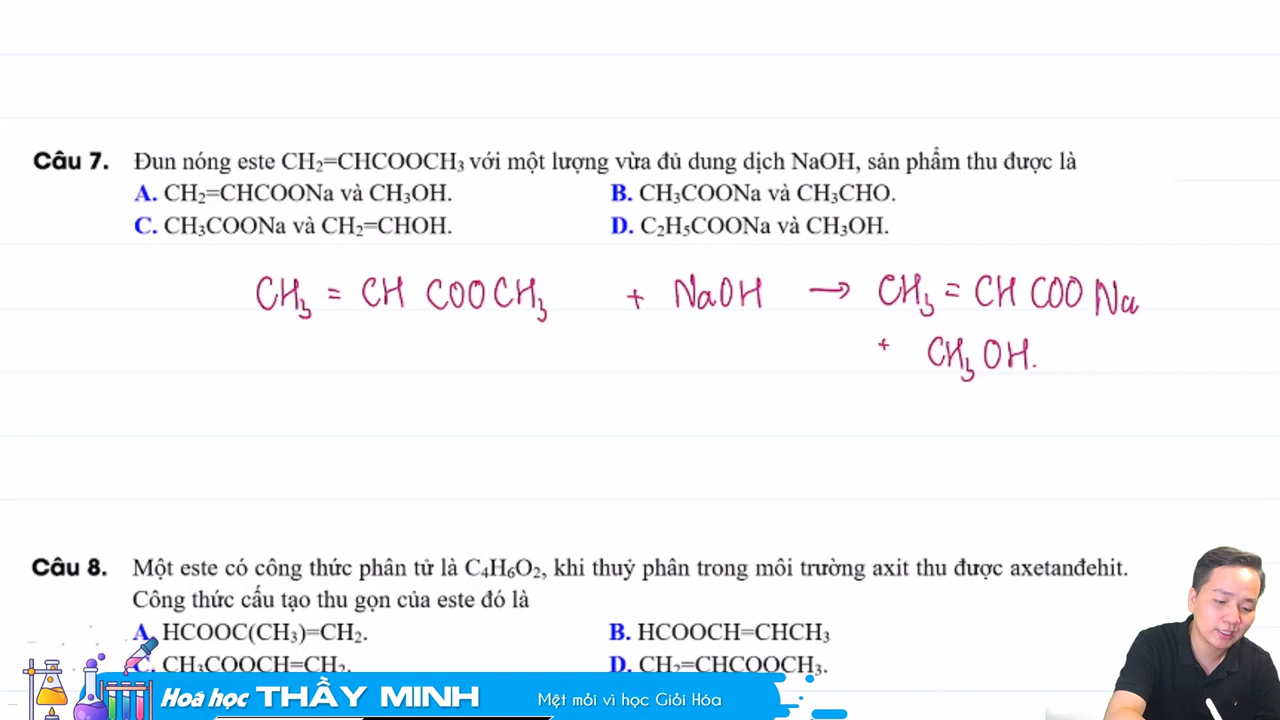 Câu 7. Đun nóng este CH₂=CHCOOCH₃ với một lượng vừa đủ dung dịch NaOH, sản phẩm thu được là
A. CH₂=CHCOONa và CH₃OH. B. CH₃COONa và CH₃CHO.
C. CH₃COONa và CH₂=CHOH. D. C₂H₅COONa và CH₃OH.
CH₃ = CH COOCH₃ + NaOH → CH₃ = CH COO Na
+ CH₃OH.
Câu 8. Một este có công thức phân tử là C₄H₆O₂, khi thuỷ phân trong môi trường axit thu được axetanđehit.
Công thức cấu tạo thu gọn của este đó là
A. HCOOC(CH₃)=CH₂. B. HCOOCH=CHCH₃
C. CH₃COOCH=CH₂. D. CH₂=CHCOOCH₃.
Hoá học THẦY MINH Mệt mỏi vì học Giỏi Hóa